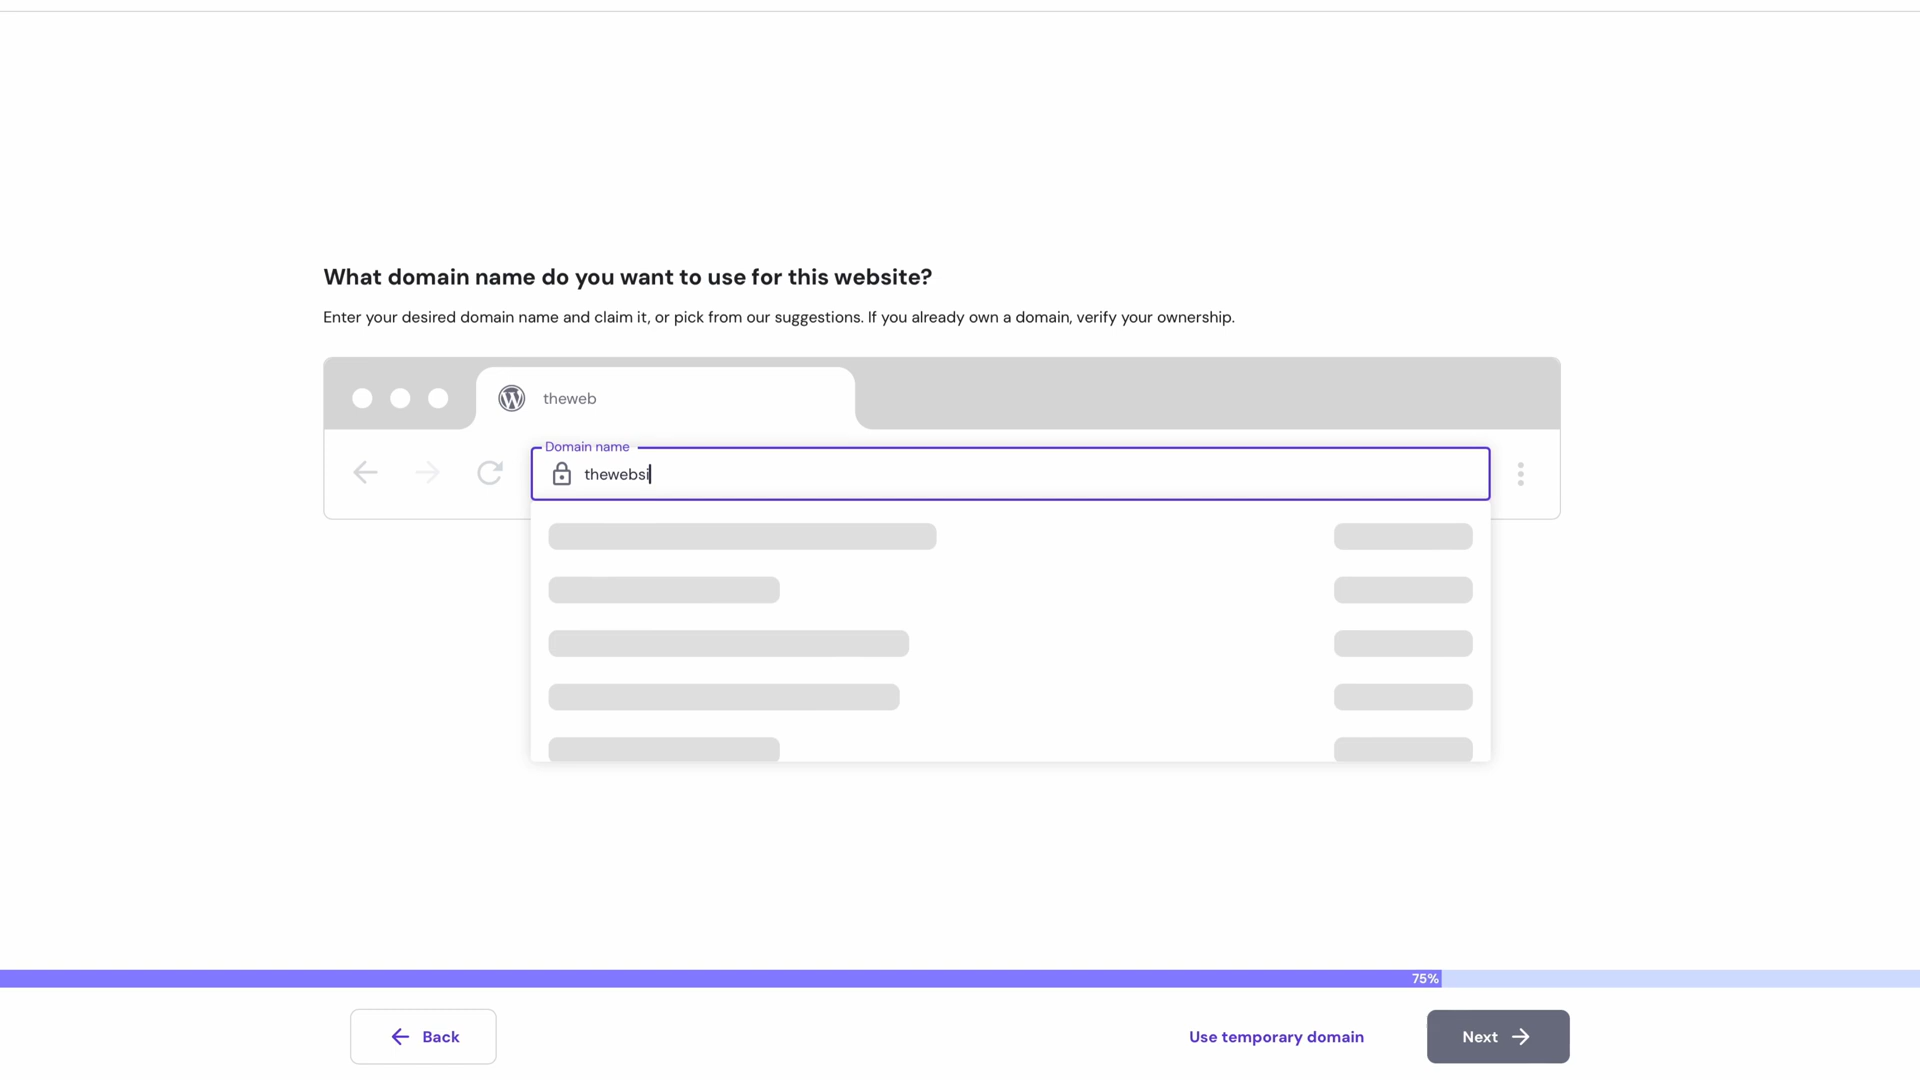 What domain name do you want to use for this website?
Enter your desired domain name and claim it, or pick from our suggestions. If you already own a domain, verify your ownership.
theweb
Domain name
thewebsi
75%
Back
Use temporary domain
Next